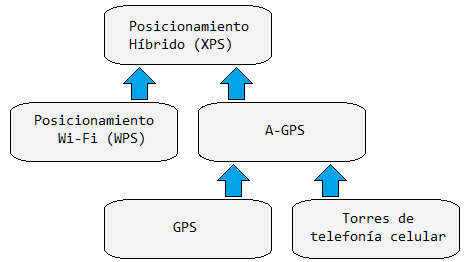 Posicionamiento
Híbrido (XPS)
Posicionamiento
Wi-Fi (WPS)
A-GPS
GPS
Torres de
telefonía celular